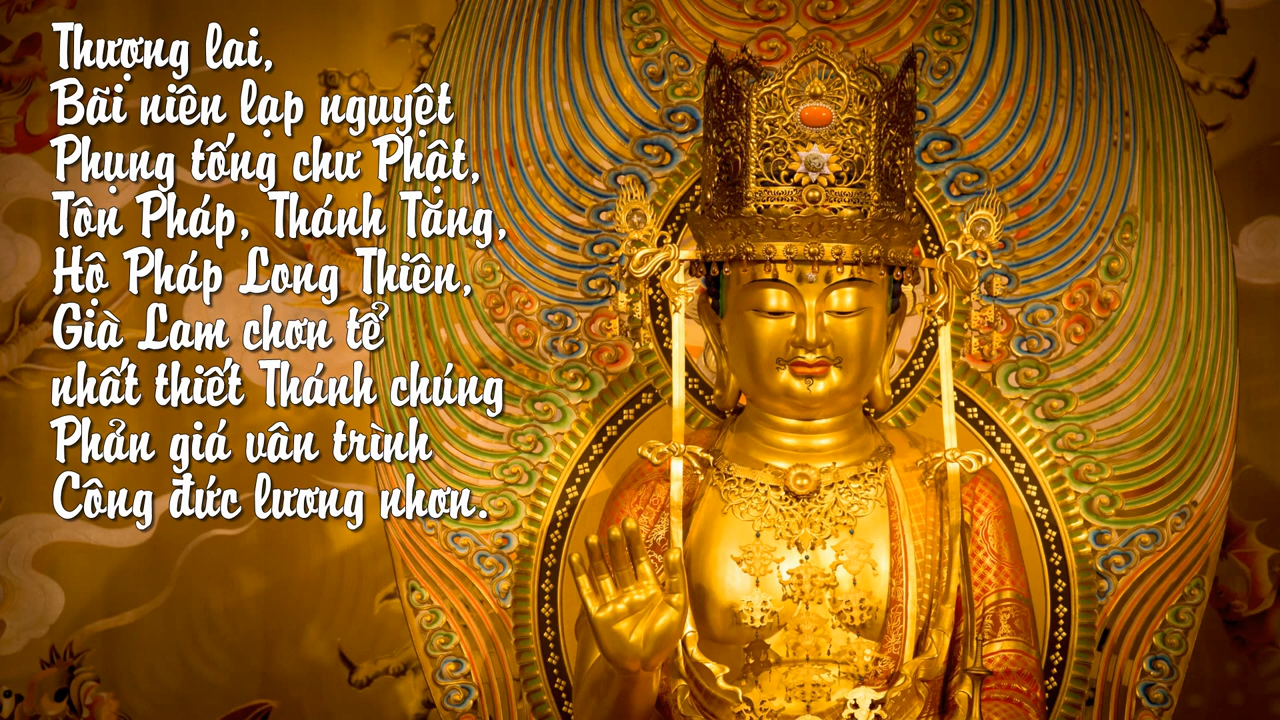 Thượng lai,
Bãi niên lạp nguyệt
Phụng tống chư Phật,
Tôn Pháp, Thánh Tăng,
Hộ Pháp Long Thiên,
Già Lam chơn tể
nhất thiết Thánh chúng
Phản giá vân trình
Công đức lương nhơn.